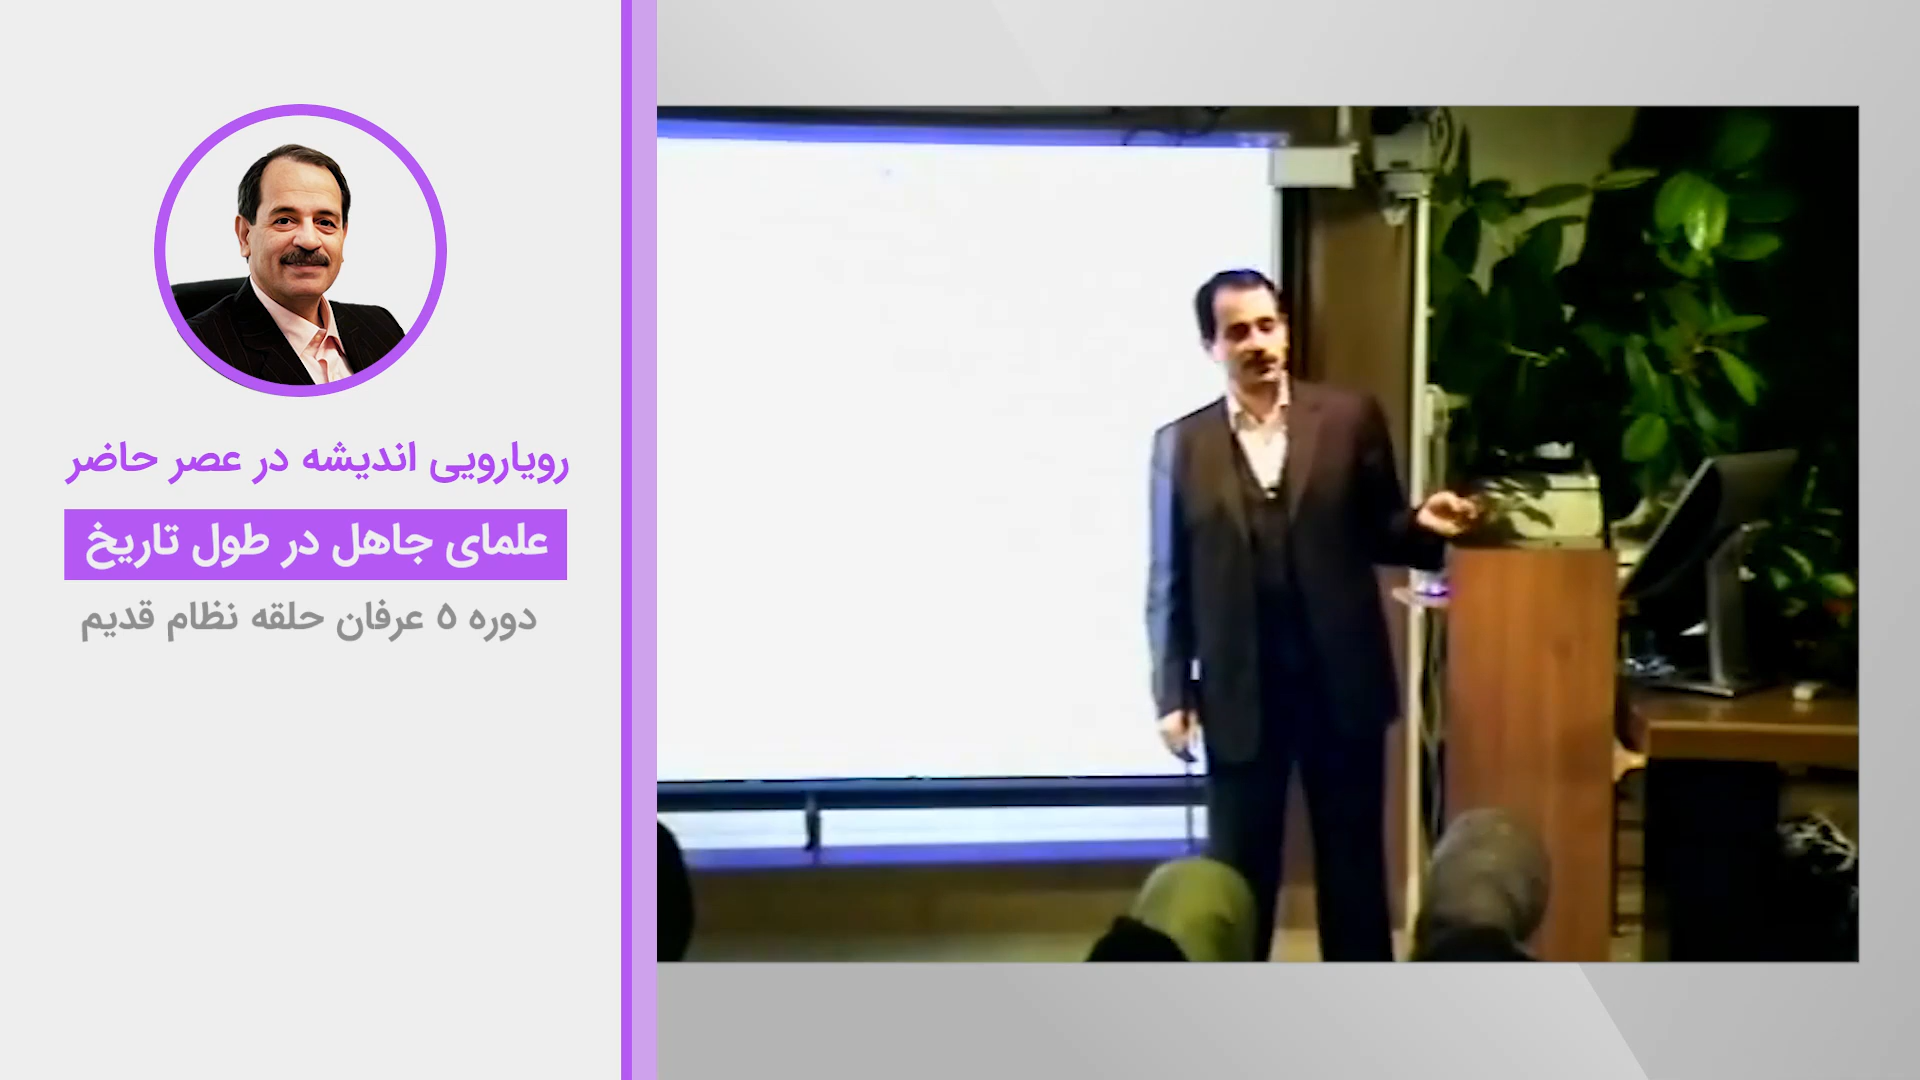 رویارویی اندیشه در عصر حاضر
علمای جاهل در طول تاریخ
دوره ۵ عرفان حلقه نظام قدیم